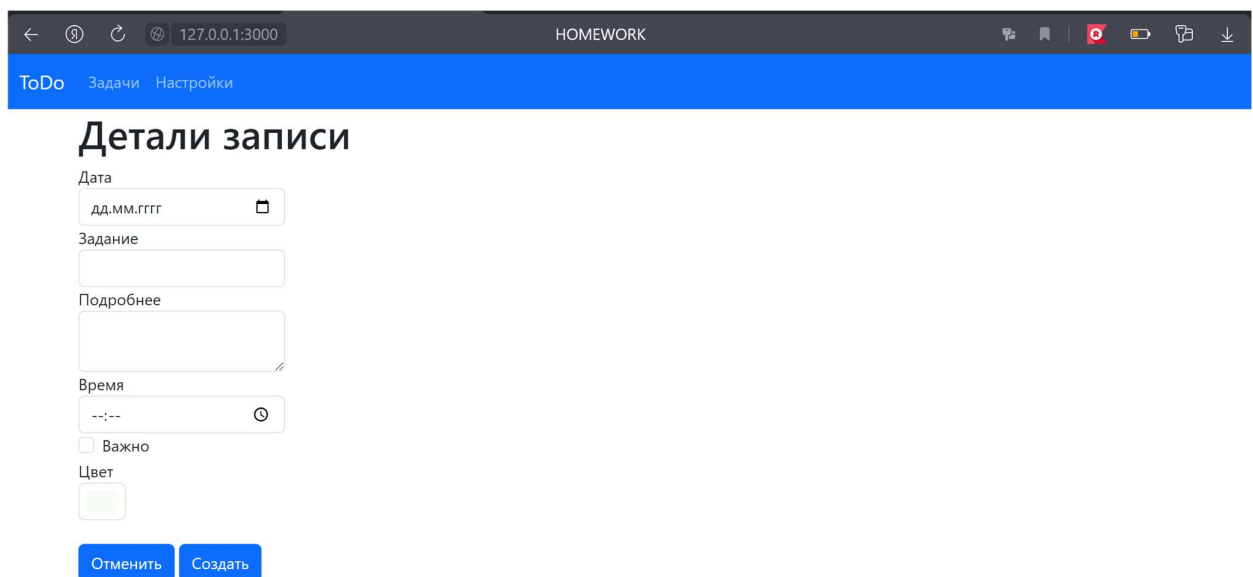 127.0.0.1:3000 HOMEWORK
ToDo Задачи Настройки
Детали записи
Дата
дд.мм.гггг
Задание
Подробнее
Время
--:--
Важно
Цвет
Отменить Создать